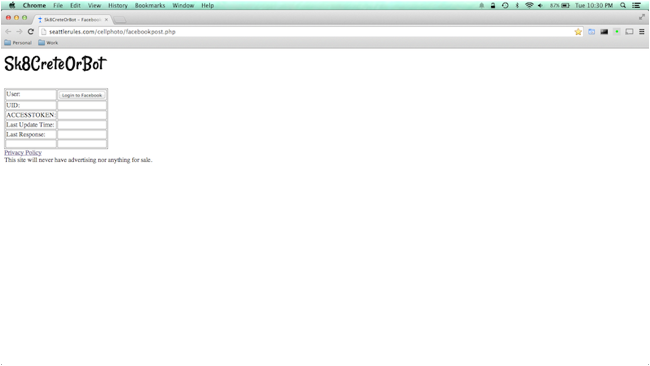 Chrome File Edit View History Bookmarks Window Help 87% Tue 10:30 PM
Sk8CreteOrBot – Facebook
seattlerules.com/cellphoto/facebookpost.php
Personal Work
Sk8CreteOrBot
User: Login to Facebook
UID:
ACCESSTOKEN:
Last Update Time:
Last Response:
Privacy Policy
This site will never have advertising nor anything for sale.